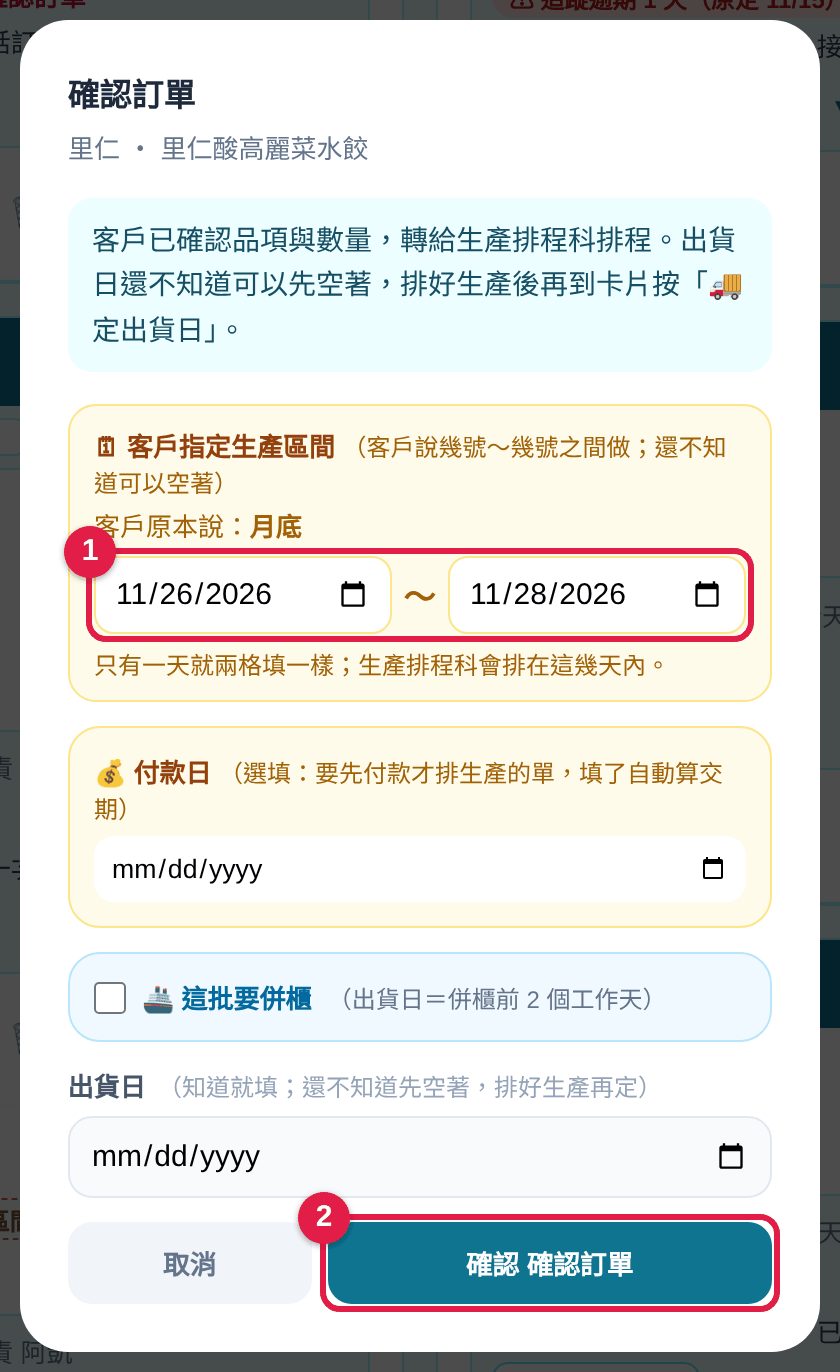 追蹤逾期 1 天（原定 11/15）
確認訂單
里仁 · 里仁酸高麗菜水餃
客戶已確認品項與數量，轉給生產排程科排程。出貨
日還不知道可以先空著，排好生產後再到卡片按「🚚
定出貨日」。
🗓 客戶指定生產區間 （客戶說幾號～幾號之間做；還不知
道可以空著）
客戶原本說：月底
1
11/26/2026 ～ 11/28/2026
只有一天就兩格填一樣；生產排程科會排在這幾天內。
💰 付款日 （選填：要先付款才排生產的單，填了自動算交
期）
mm/dd/yyyy
🚢 這批要併櫃 （出貨日＝併櫃前 2 個工作天）
出貨日 （知道就填；還不知道先空著，排好生產再定）
mm/dd/yyyy
2
取消 確認 確認訂單